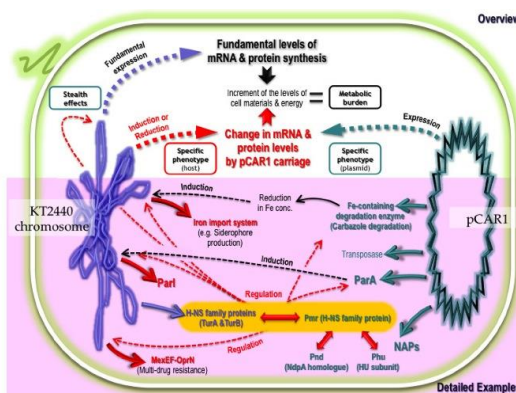 Overview
Fundamental
expression
Fundamental levels of
mRNA & protein synthesis
Stealth
effects
Increment of the levels of
cell materials & energy
Metabolic
burden
Induction or
Reduction
Expression
Change in mRNA &
protein levels
by pCAR1 carriage
Specific
phenotype
(host)
Specific
phenotype
(plasmid)
KT2440
chromosome
pCAR1
Induction
Reduction
in Fe conc.
Fe-containing
degradation enzyme
(Carbazole degradation)
Iron import system
(e.g. Siderophore
production)
Transposase
Induction
ParI
ParA
Regulation
H-NS family proteins
(TurA &TurB)
Pmr (H-NS family protein)
Regulation
NAPs
MexEF-OprN
(Multi-drug resistance)
Pnd
(NdpA homologue)
Phu
(HU subunit)
Detailed Example